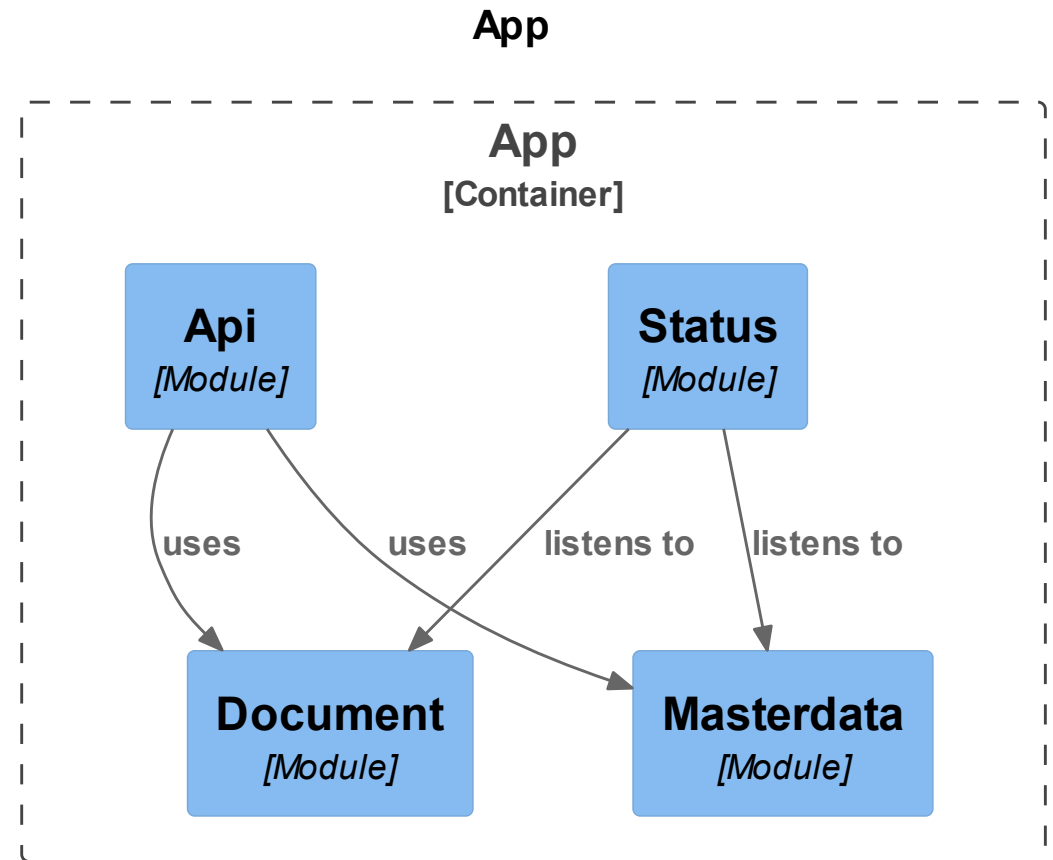 App
App
[Container]
Api
[Module]
Status
[Module]
uses
uses
listens to
listens to
Document
[Module]
Masterdata
[Module]